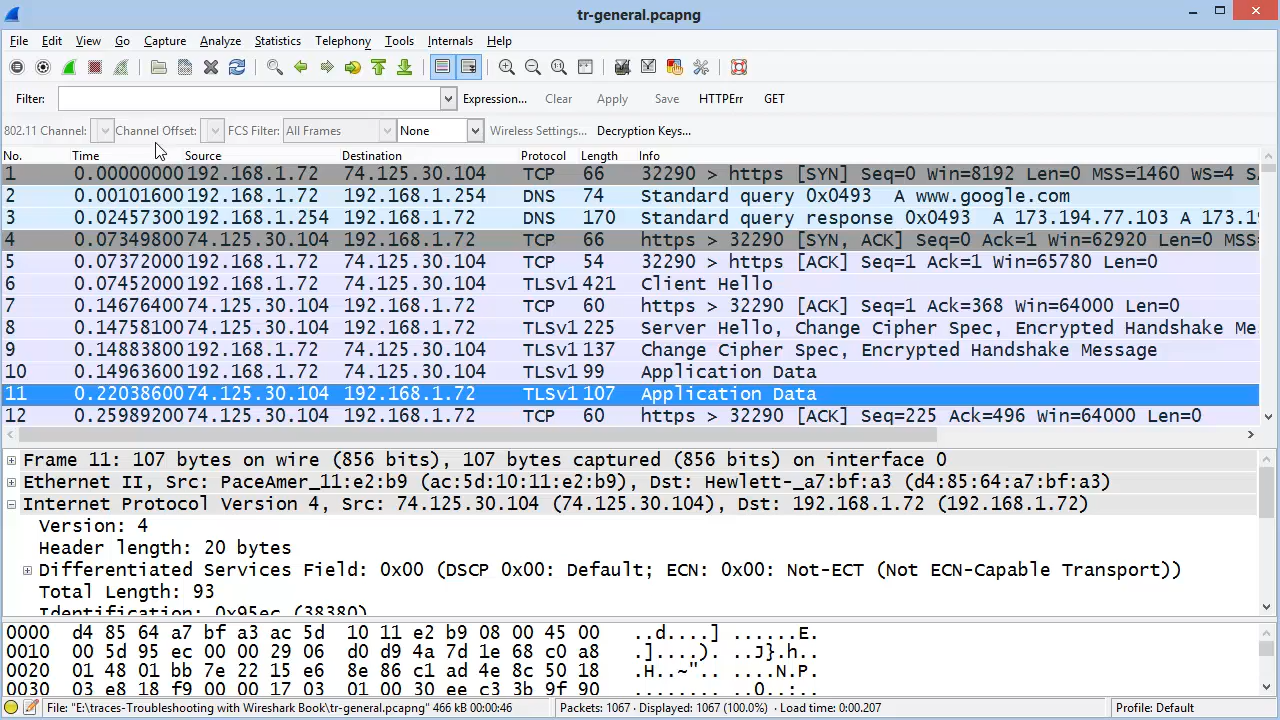 tr-general.pcapng
File Edit View Go Capture Analyze Statistics Telephony Tools Internals Help
Filter: Expression... Clear Apply Save HTTPErr GET
802.11 Channel: Channel Offset: FCS Filter: All Frames None Wireless Settings... Decryption Keys...
No. Time Source Destination Protocol Length Info
1 0.00000000 192.168.1.72 74.125.30.104 TCP 66 32290 > https [SYN] Seq=0 Win=8192 Len=0 MSS=1460 WS=4
2 0.00101600 192.168.1.72 192.168.1.254 DNS 74 Standard query 0x0493 A www.google.com
3 0.02457300 192.168.1.254 192.168.1.72 DNS 170 Standard query response 0x0493 A 173.194.77.103 A 173.19
4 0.07349800 74.125.30.104 192.168.1.72 TCP 66 https > 32290 [SYN, ACK] Seq=0 Ack=1 Win=62920 Len=0 MSS=
5 0.07372000 192.168.1.72 74.125.30.104 TCP 54 32290 > https [ACK] Seq=1 Ack=1 Win=65780 Len=0
6 0.07452000 192.168.1.72 74.125.30.104 TLSv1 421 Client Hello
7 0.14676400 74.125.30.104 192.168.1.72 TCP 60 https > 32290 [ACK] Seq=1 Ack=368 Win=64000 Len=0
8 0.14758100 74.125.30.104 192.168.1.72 TLSv1 225 Server Hello, Change Cipher Spec, Encrypted Handshake Me
9 0.14883800 192.168.1.72 74.125.30.104 TLSv1 137 Change Cipher Spec, Encrypted Handshake Message
10 0.14963600 192.168.1.72 74.125.30.104 TLSv1 99 Application Data
11 0.22038600 74.125.30.104 192.168.1.72 TLSv1 107 Application Data
12 0.25989200 74.125.30.104 192.168.1.72 TCP 60 https > 32290 [ACK] Seq=225 Ack=496 Win=64000 Len=0
Frame 11: 107 bytes on wire (856 bits), 107 bytes captured (856 bits) on interface 0
Ethernet II, Src: PaceAmer_11:e2:b9 (ac:5d:10:11:e2:b9), Dst: Hewlett-_a7:bf:a3 (d4:85:64:a7:bf:a3)
Internet Protocol Version 4, Src: 74.125.30.104 (74.125.30.104), Dst: 192.168.1.72 (192.168.1.72)
Version: 4
Header length: 20 bytes
Differentiated Services Field: 0x00 (DSCP 0x00: Default; ECN: 0x00: Not-ECT (Not ECN-Capable Transport))
Total Length: 93
Identification: 0x95ec (38380)
0000 d4 85 64 a7 bf a3 ac 5d 10 11 e2 b9 08 00 45 00 ..d....] ......E.
0010 00 5d 95 ec 00 00 29 06 d0 d9 4a 7d 1e 68 c0 a8 .]....). ..J}.h..
0020 01 48 01 bb 7e 22 15 e6 8e 86 c1 ad 4e 8c 50 18 .H..~".. ....N.P.
0030 03 e8 18 f9 00 00 17 03 01 00 30 ee c3 3b 9f 90 ........ ..0..;..
File: "E:\traces-Troubleshooting with Wireshark Book\tr-general.pcapng" 466 kB 00:00:46 Packets: 1067 · Displayed: 1067 (100.0%) · Load time: 0:00.207 Profile: Default